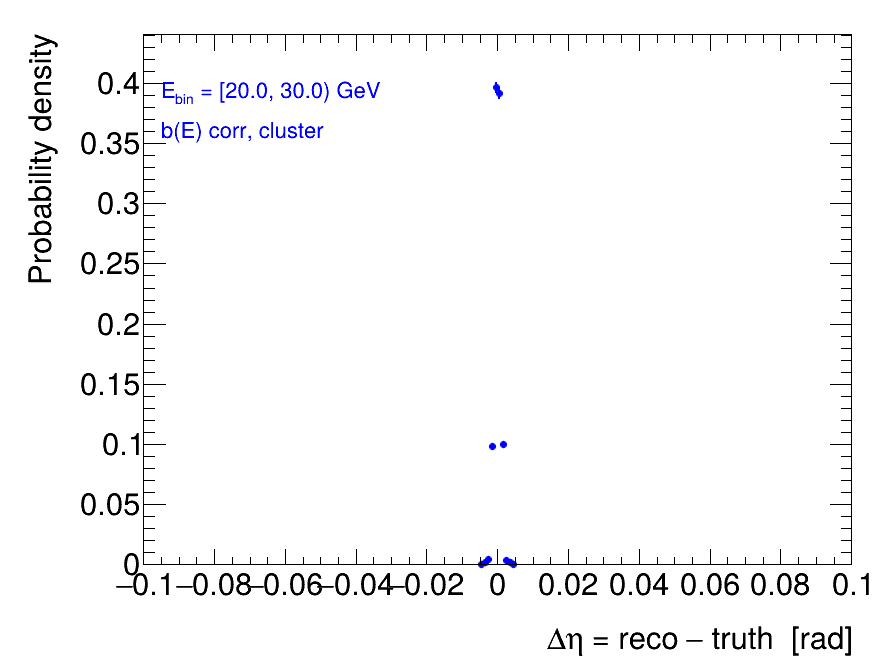 Probability density
0.4
0.35
0.3
0.25
0.2
0.15
0.1
0.05
0
E_bin = [20.0, 30.0) GeV
b(E) corr, cluster
−0.1 −0.08 −0.06 −0.04 −0.02 0 0.02 0.04 0.06 0.08 0.1
Δη = reco − truth [rad]